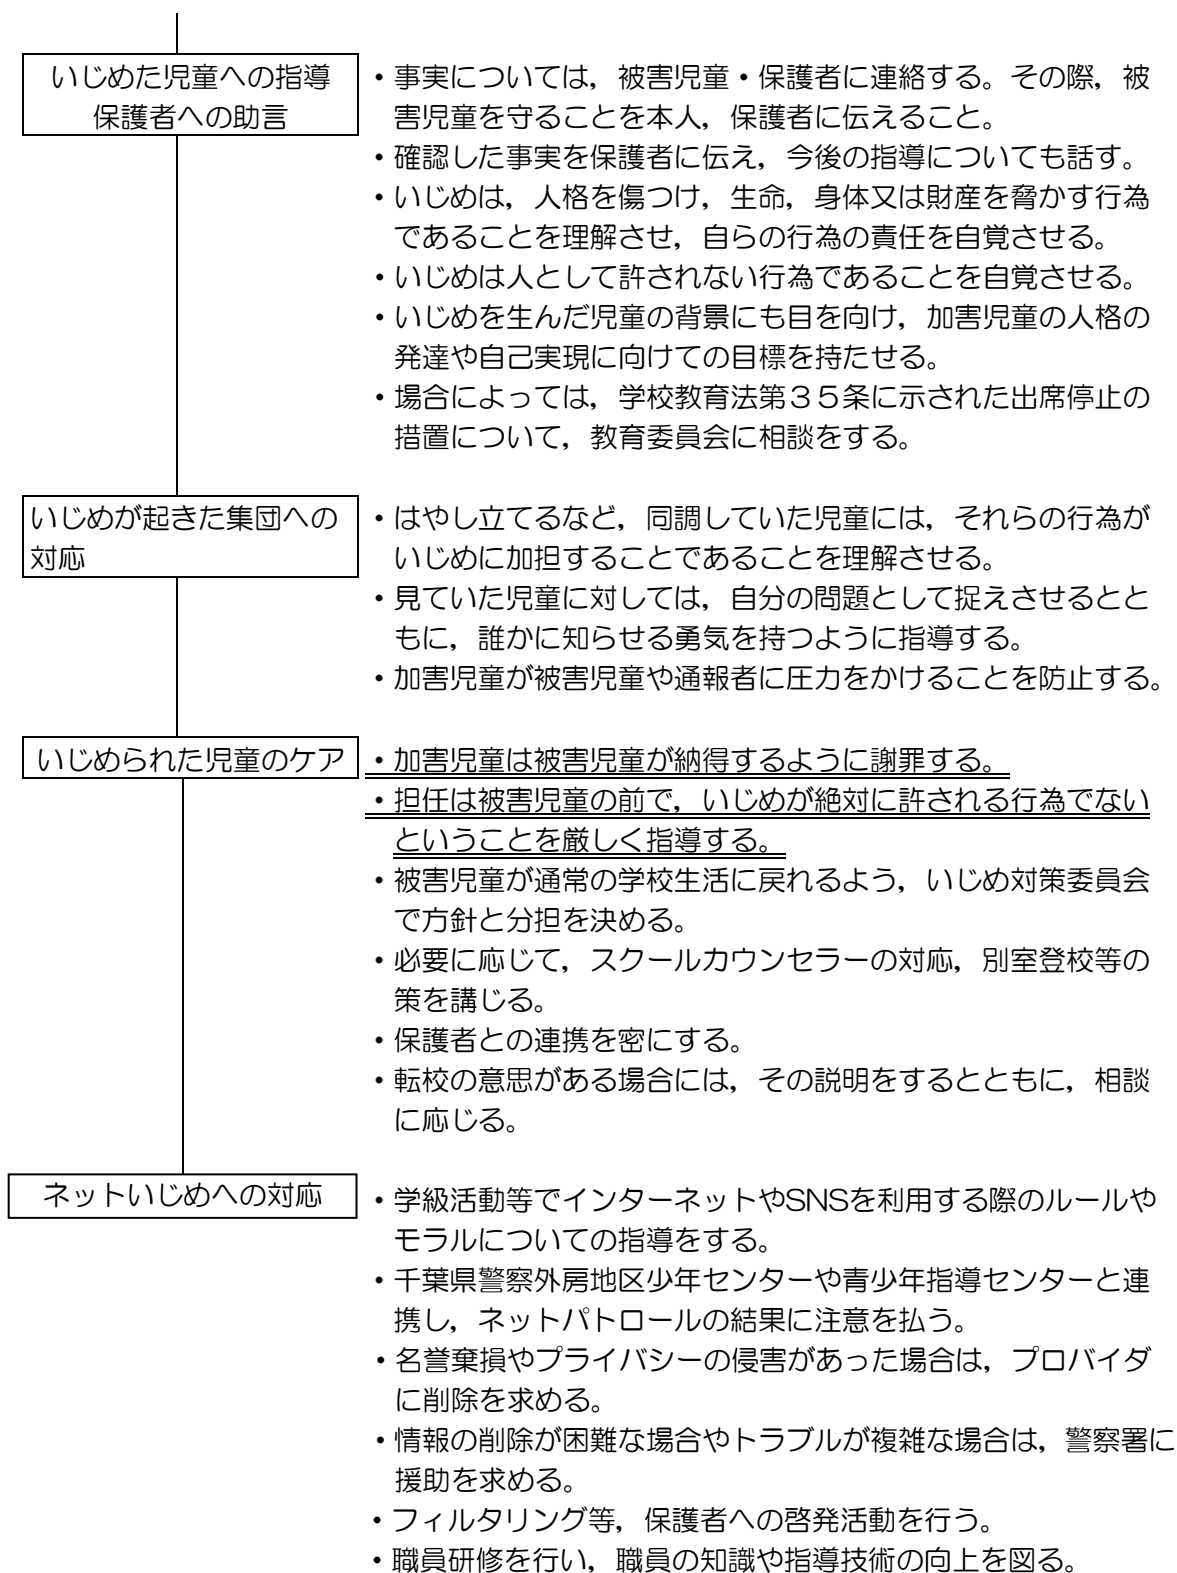 いじめた児童への指導
保護者への助言
・事実については，被害児童・保護者に連絡する。その際，被
害児童を守ることを本人，保護者に伝えること。
・確認した事実を保護者に伝え，今後の指導についても話す。
・いじめは，人格を傷つけ，生命，身体又は財産を脅かす行為
であることを理解させ，自らの行為の責任を自覚させる。
・いじめは人として許されない行為であることを自覚させる。
・いじめを生んだ児童の背景にも目を向け，加害児童の人格の
発達や自己実現に向けての目標を持たせる。
・場合によっては，学校教育法第３５条に示された出席停止の
措置について，教育委員会に相談をする。
いじめが起きた集団への
対応
・はやし立てるなど，同調していた児童には，それらの行為が
いじめに加担することであることを理解させる。
・見ていた児童に対しては，自分の問題として捉えさせるとと
もに，誰かに知らせる勇気を持つように指導する。
・加害児童が被害児童や通報者に圧力をかけることを防止する。
いじめられた児童のケア
・加害児童は被害児童が納得するように謝罪する。
・担任は被害児童の前で，いじめが絶対に許される行為でない
ということを厳しく指導する。
・被害児童が通常の学校生活に戻れるよう，いじめ対策委員会
で方針と分担を決める。
・必要に応じて，スクールカウンセラーの対応，別室登校等の
策を講じる。
・保護者との連携を密にする。
・転校の意思がある場合には，その説明をするとともに，相談
に応じる。
ネットいじめへの対応
・学級活動等でインターネットやSNSを利用する際のルールや
モラルについての指導をする。
・千葉県警察外房地区少年センターや青少年指導センターと連
携し，ネットパトロールの結果に注意を払う。
・名誉棄損やプライバシーの侵害があった場合は，プロバイダ
に削除を求める。
・情報の削除が困難な場合やトラブルが複雑な場合は，警察署に
援助を求める。
・フィルタリング等，保護者への啓発活動を行う。
・職員研修を行い，職員の知識や指導技術の向上を図る。